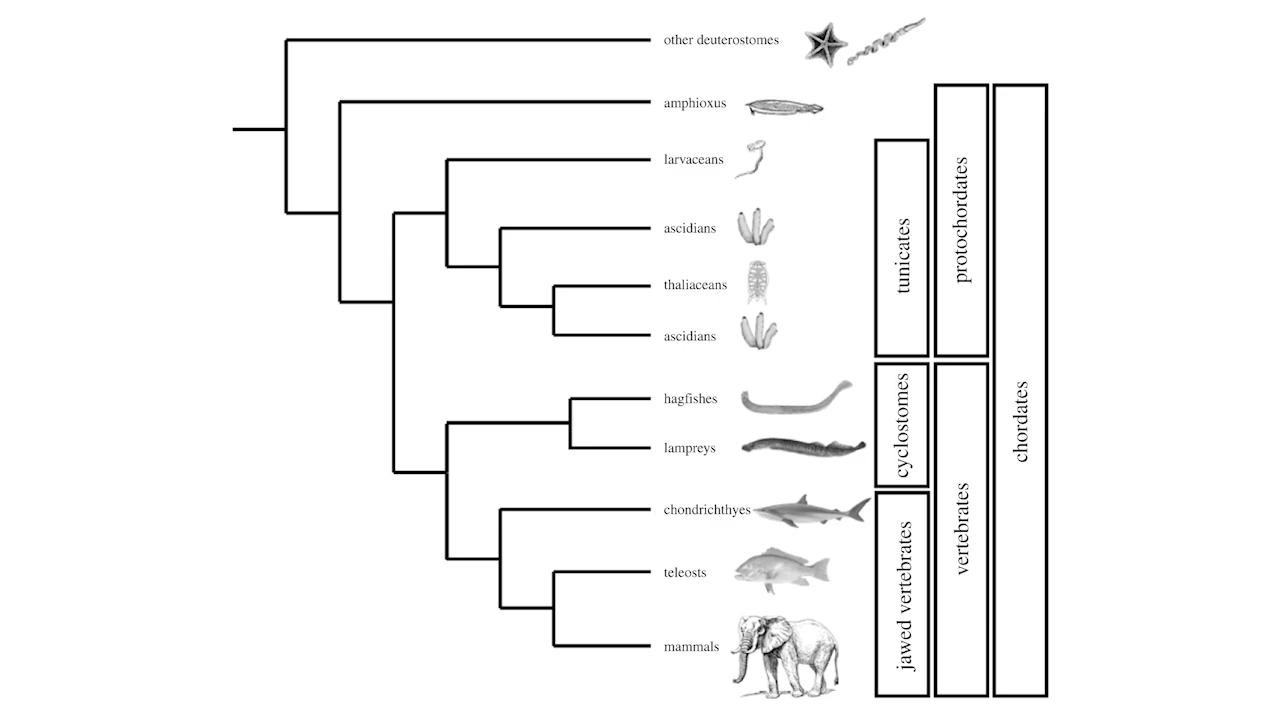 other deuterostomes
amphioxus
larvaceans
ascidians
thaliaceans
ascidians
hagfishes
lampreys
chondrichthyes
teleosts
mammals
tunicates
cyclostomes
jawed vertebrates
protochordates
vertebrates
chordates